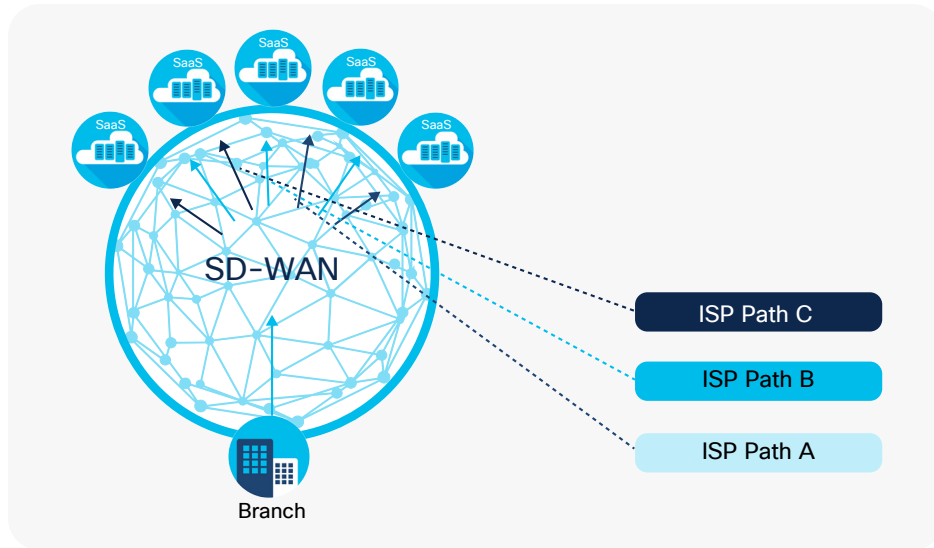 SaaS
SaaS
SaaS
SaaS
SaaS
SD-WAN
ISP Path C
ISP Path B
ISP Path A
Branch